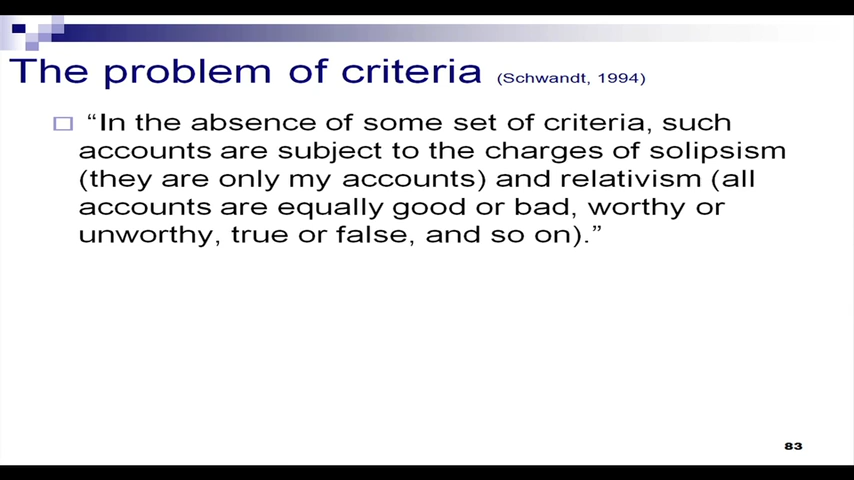 The problem of criteria (Schwandt, 1994)
“In the absence of some set of criteria, such
accounts are subject to the charges of solipsism
(they are only my accounts) and relativism (all
accounts are equally good or bad, worthy or
unworthy, true or false, and so on).”
83